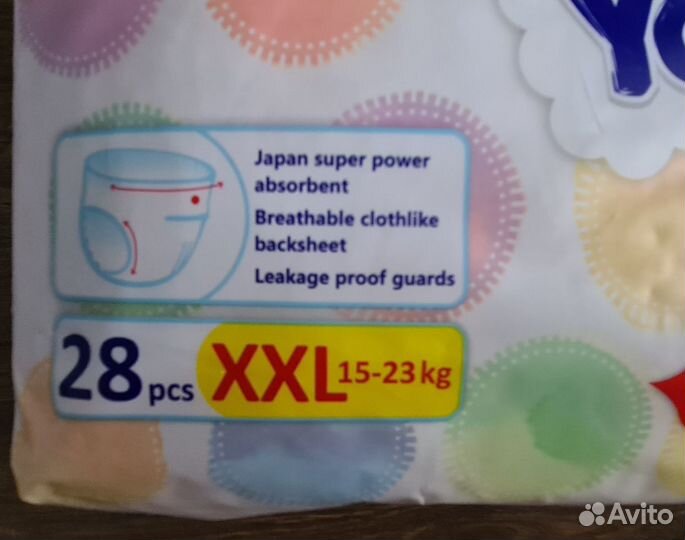 Japan super power
absorbent
Breathable clothlike
backsheet
Leakage proof guards
28 pcs XXL 15-23 kg
Avito